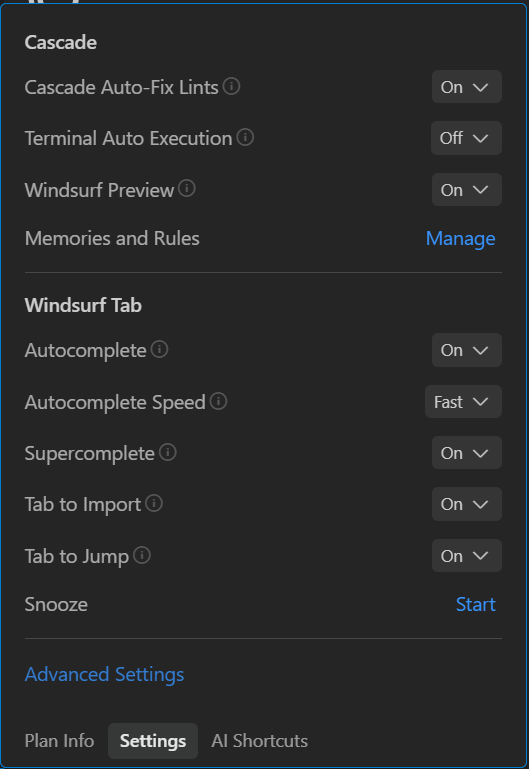 Cascade
Cascade Auto-Fix Lints On
Terminal Auto Execution Off
Windsurf Preview On
Memories and Rules Manage
Windsurf Tab
Autocomplete On
Autocomplete Speed Fast
Supercomplete On
Tab to Import On
Tab to Jump On
Snooze Start
Advanced Settings
Plan Info Settings AI Shortcuts